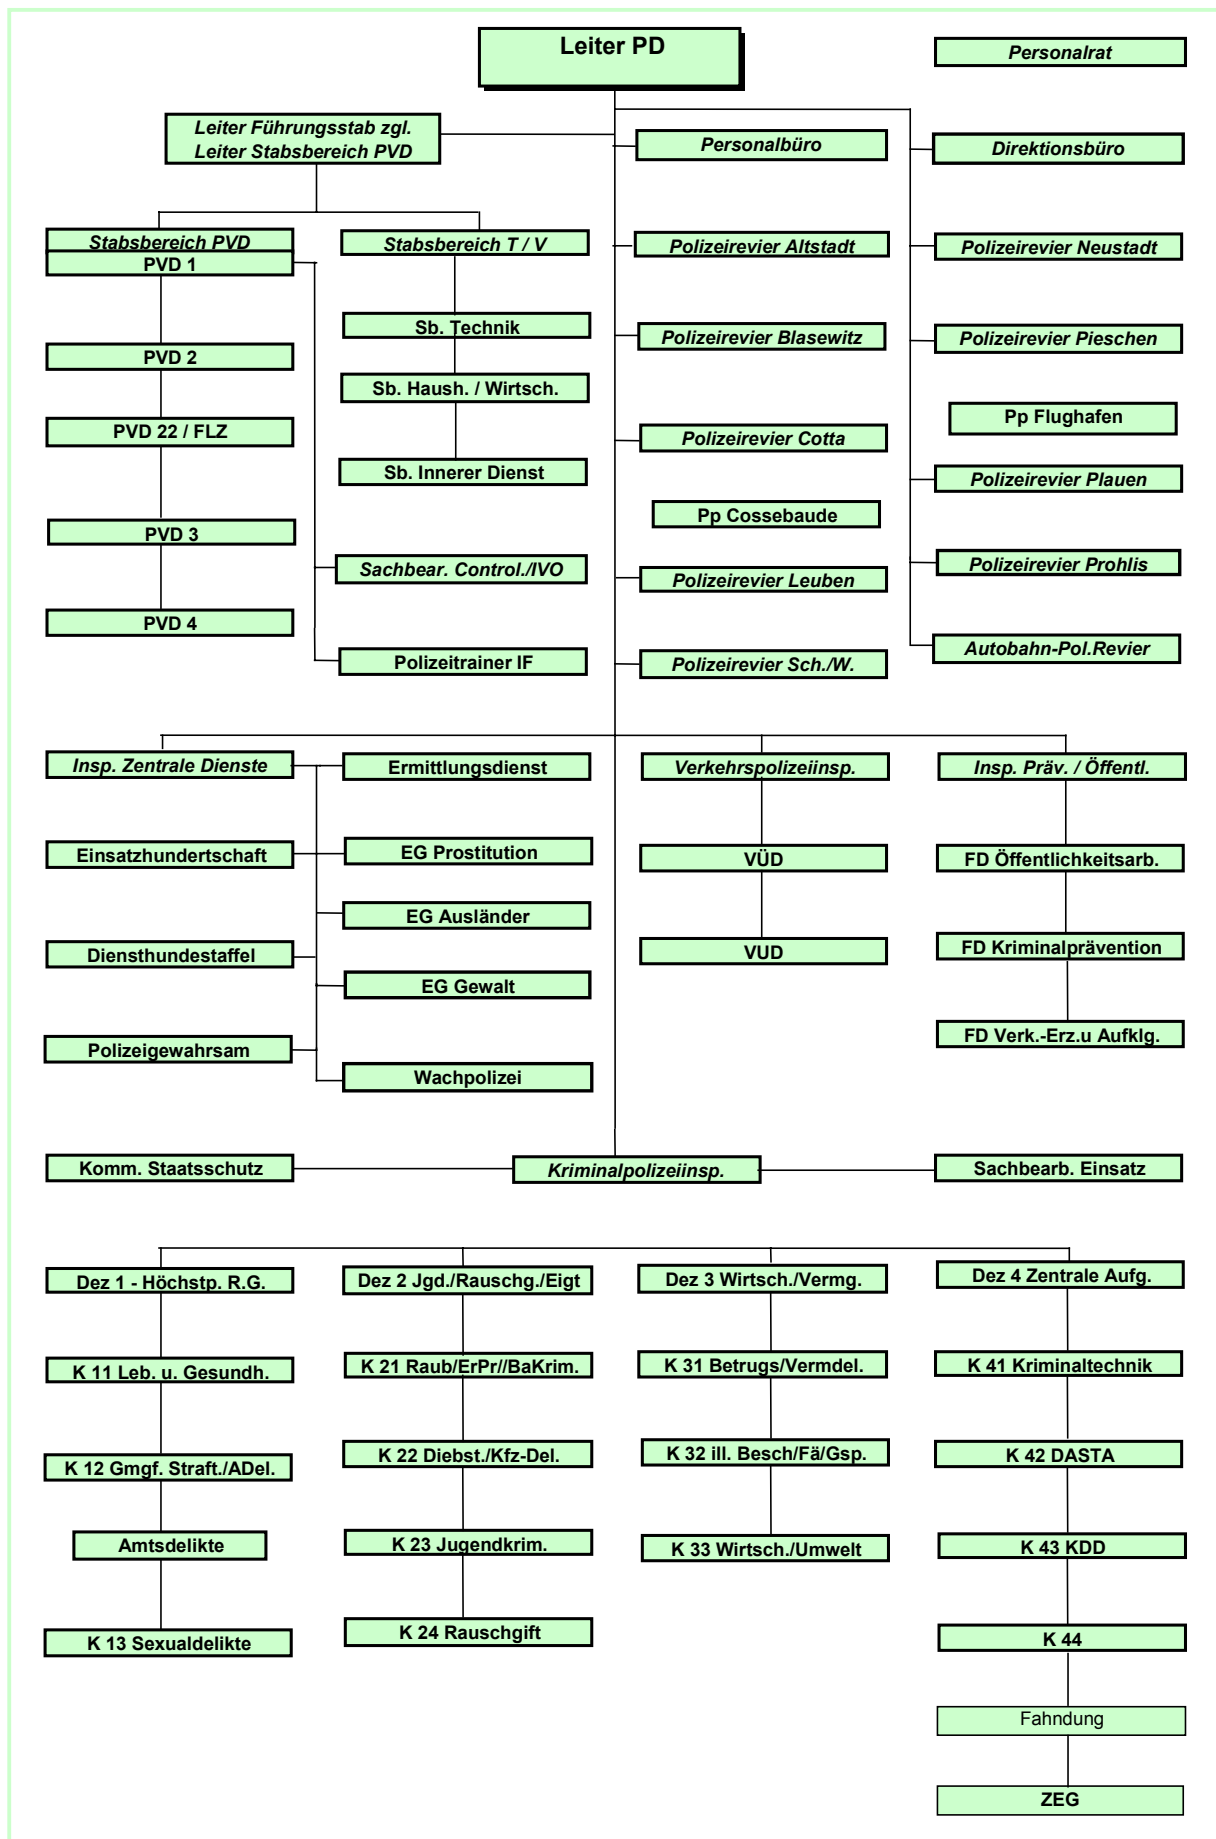 Leiter PD
Personalrat
Leiter Führungsstab zgl.
Leiter Stabsbereich PVD
Personalbüro
Direktionsbüro
Stabsbereich PVD
PVD 1
Stabsbereich T / V
Polizeirevier Altstadt
Polizeirevier Neustadt
Sb. Technik
PVD 2
Polizeirevier Blasewitz
Polizeirevier Pieschen
Sb. Haush. / Wirtsch.
Pp Flughafen
PVD 22 / FLZ
Polizeirevier Cotta
Sb. Innerer Dienst
Polizeirevier Plauen
Pp Cossebaude
PVD 3
Sachbear. Control./IVO
Polizeirevier Leuben
Polizeirevier Prohlis
PVD 4
Polizeitrainer IF
Polizeirevier Sch./W.
Autobahn-Pol.Revier
Insp. Zentrale Dienste
Ermittlungsdienst
Verkehrspolizeiinsp.
Insp. Präv. / Öffentl.
Einsatzhundertschaft
EG Prostitution
VÜD
FD Öffentlichkeitsarb.
EG Ausländer
Diensthundestaffel
VUD
FD Kriminalprävention
EG Gewalt
Polizeigewahrsam
FD Verk.-Erz.u Aufklg.
Wachpolizei
Komm. Staatsschutz
Kriminalpolizeiinsp.
Sachbearb. Einsatz
Dez 1 - Höchstp. R.G.
Dez 2 Jgd./Rauschg./Eigt
Dez 3 Wirtsch./Vermg.
Dez 4 Zentrale Aufg.
K 11 Leb. u. Gesundh.
K 21 Raub/ErPr//BaKrim.
K 31 Betrugs/Vermdel.
K 41 Kriminaltechnik
K 12 Gmgf. Straft./ADel.
K 22 Diebst./Kfz-Del.
K 32 ill. Besch/Fä/Gsp.
K 42 DASTA
Amtsdelikte
K 23 Jugendkrim.
K 33 Wirtsch./Umwelt
K 43 KDD
K 13 Sexualdelikte
K 24 Rauschgift
K 44
Fahndung
ZEG